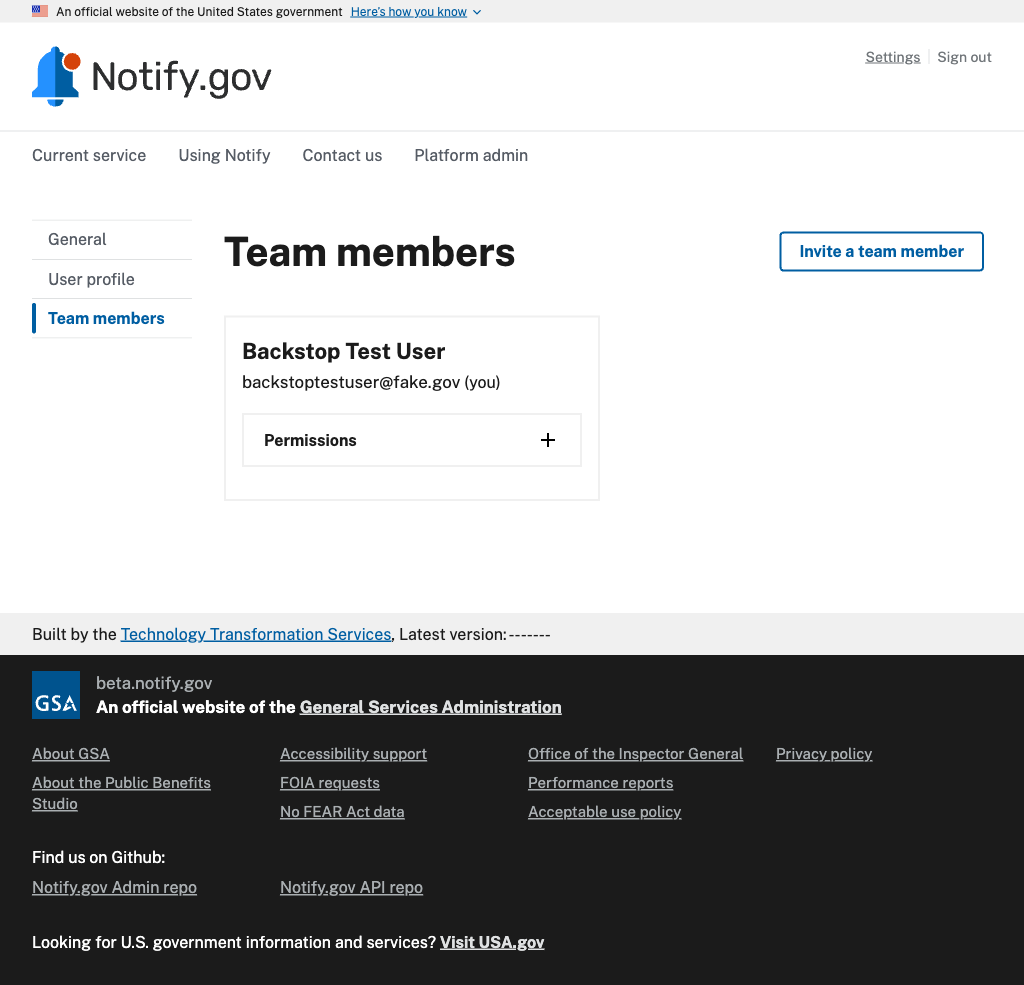 An official website of the United States government Here's how you know
Notify.gov
Settings Sign out
Current service Using Notify Contact us Platform admin
General
User profile
Team members
Team members
Invite a team member
Backstop Test User
backstoptestuser@fake.gov (you)
Permissions
Built by the Technology Transformation Services, Latest version:-------
GSA
beta.notify.gov
An official website of the General Services Administration
About GSA
About the Public Benefits
Studio
Accessibility support
FOIA requests
No FEAR Act data
Office of the Inspector General
Performance reports
Acceptable use policy
Privacy policy
Find us on Github:
Notify.gov Admin repo Notify.gov API repo
Looking for U.S. government information and services? Visit USA.gov